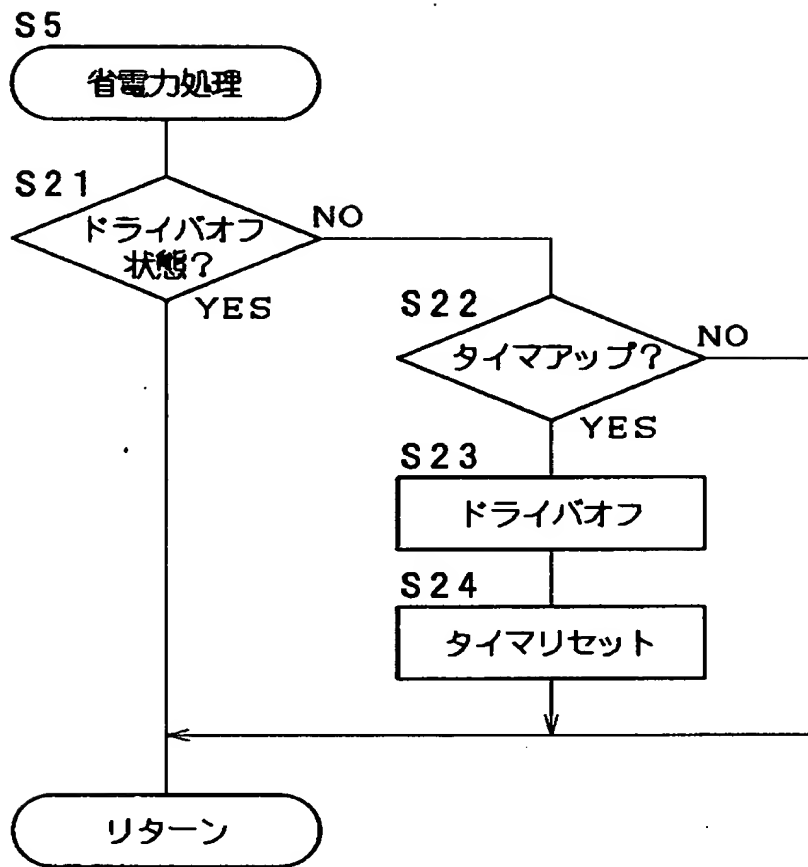 S5
省電力処理
S21
ドライバオフ
状態?
NO
YES
S22
タイマアップ?
NO
YES
S23
ドライバオフ
S24
タイマリセット
リターン